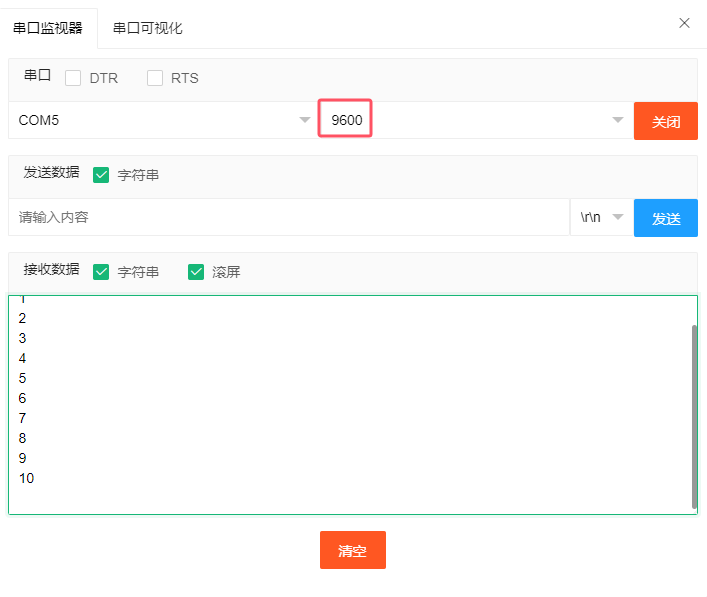 串口监视器 串口可视化
串口 DTR RTS
COM5 9600 关闭
发送数据 字符串
请输入内容 \r\n 发送
接收数据 字符串 滚屏
1
2
3
4
5
6
7
8
9
10
清空